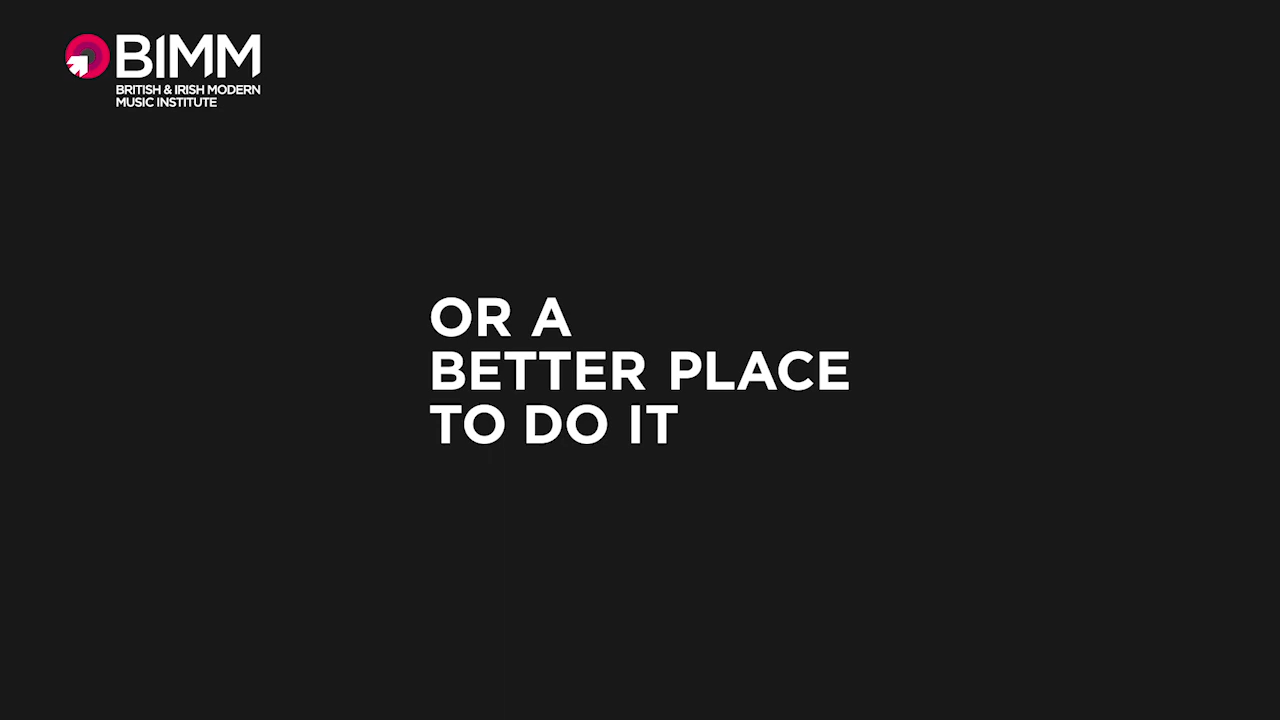 BIMM
BRITISH & IRISH MODERN
MUSIC INSTITUTE
OR A
BETTER PLACE
TO DO IT